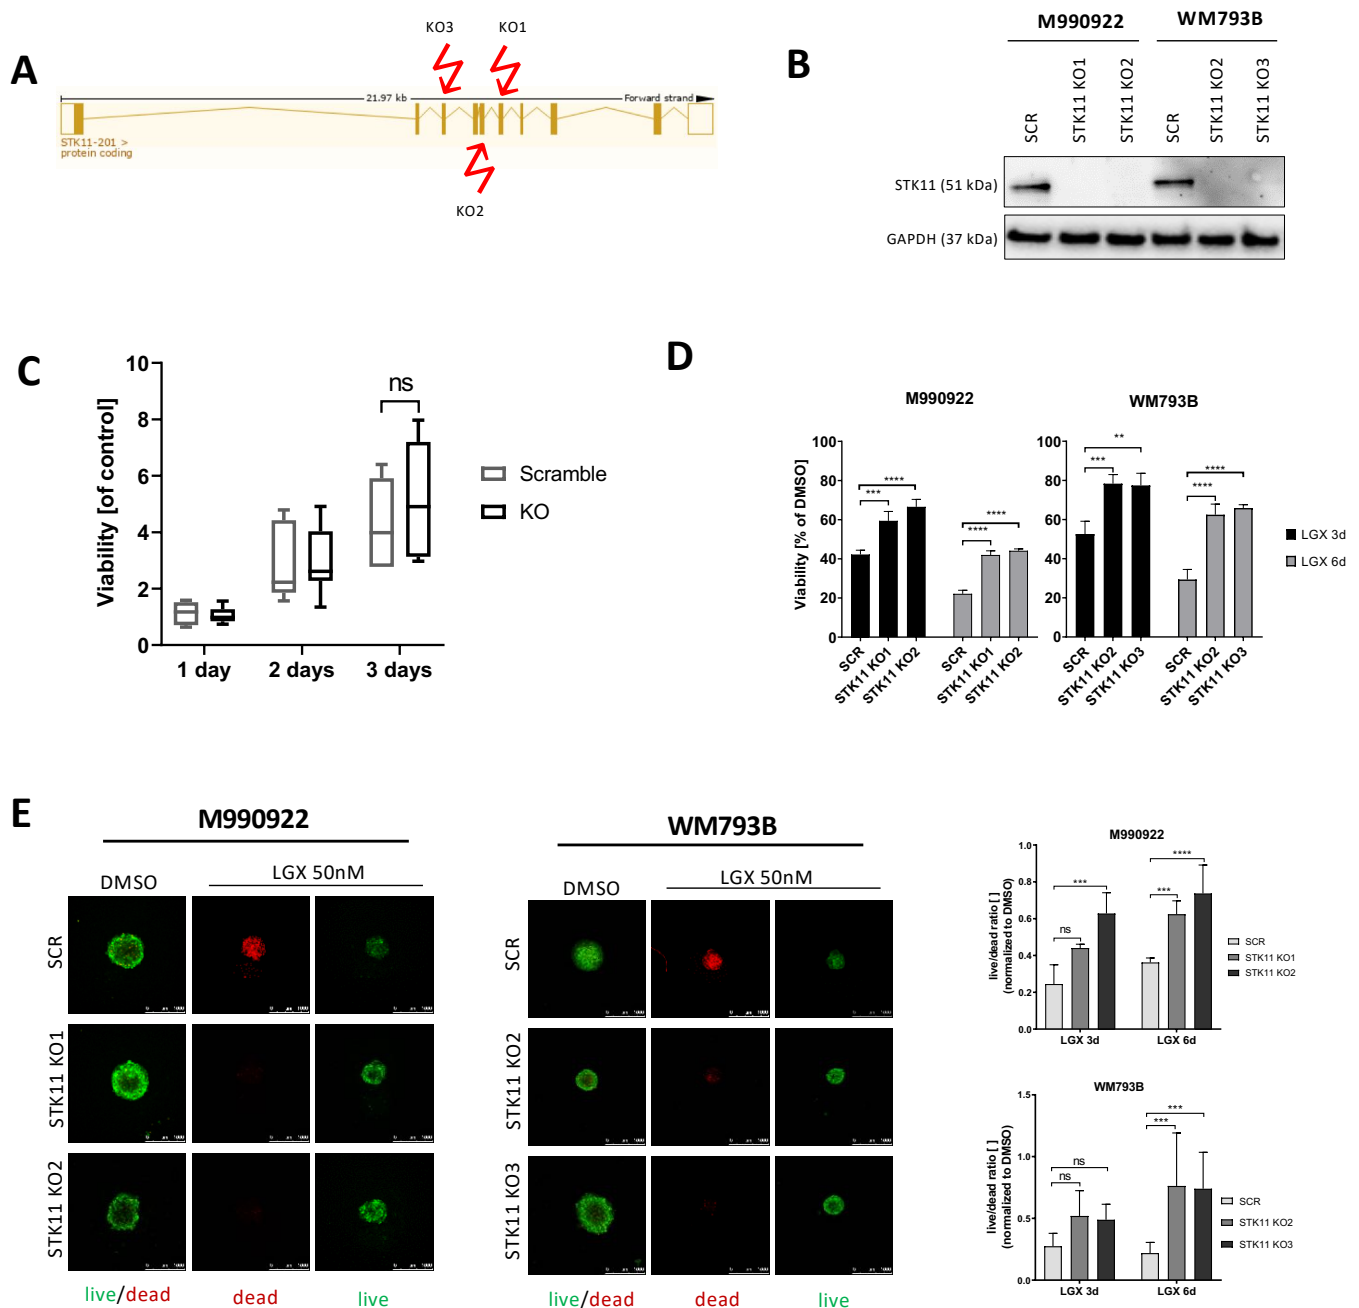 A
KO3
KO1
21.97 kb
Forward strand
STK11-201 >
protein coding
KO2
B
M990922
WM793B
SCR
STK11 KO1
STK11 KO2
SCR
STK11 KO2
STK11 KO3
STK11 (51 kDa)
GAPDH (37 kDa)
C
Viability [of control]
10
8
6
4
2
0
ns
1 day
2 days
3 days
Scramble
KO
D
M990922
WM793B
Viability [% of DMSO]
100
80
60
40
20
0
***
****
****
****
SCR
STK11 KO1
STK11 KO2
SCR
STK11 KO1
STK11 KO2
100
80
60
40
20
0
**
***
****
****
SCR
STK11 KO2
STK11 KO3
SCR
STK11 KO2
STK11 KO3
LGX 3d
LGX 6d
E
M990922
DMSO
LGX 50nM
SCR
STK11 KO1
STK11 KO2
live/dead
dead
live
WM793B
DMSO
LGX 50nM
SCR
STK11 KO2
STK11 KO3
live/dead
dead
live
M990922
live/dead ratio [ ]
(normalized to DMSO)
1.0
0.8
0.6
0.4
0.2
0.0
***
ns
****
***
LGX 3d
LGX 6d
SCR
STK11 KO1
STK11 KO2
WM793B
live/dead ratio [ ]
(normalized to DMSO)
1.5
1.0
0.5
0.0
ns
ns
***
***
LGX 3d
LGX 6d
SCR
STK11 KO2
STK11 KO3